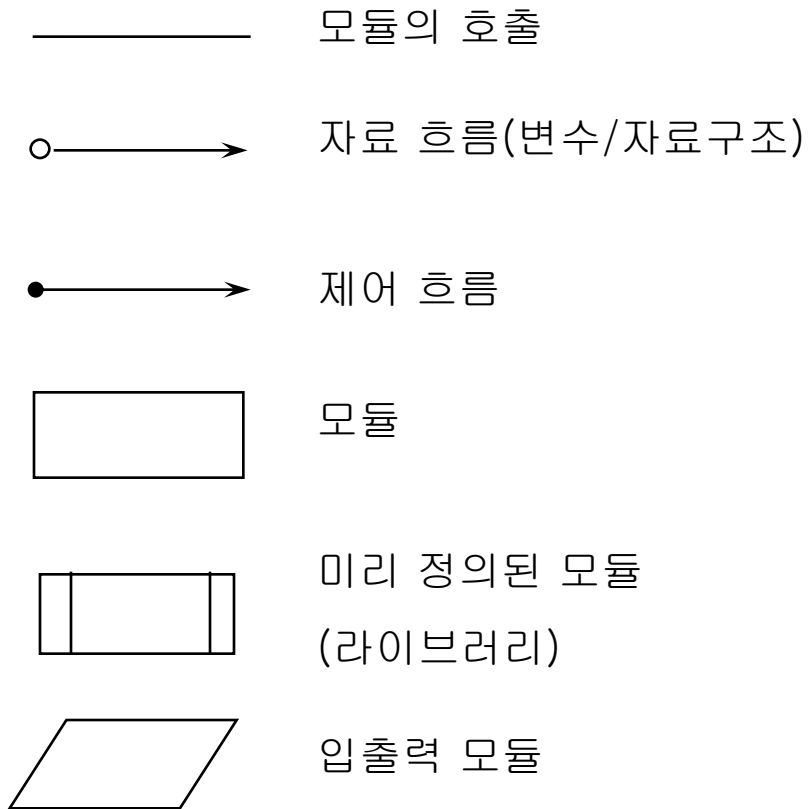 모듈의 호출
자료 흐름(변수/자료구조)
제어 흐름
모듈
미리 정의된 모듈
(라이브러리)
입출력 모듈